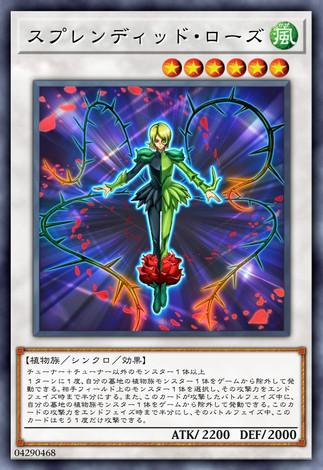 スプレンディッド・ローズ
風
【植物族／シンクロ／効果】
チューナー＋チューナー以外のモンスター１体以上
１ターンに１度、自分の墓地の植物族モンスター１体をゲームから除外して発
動できる。相手フィールド上のモンスター１体を選択し、その攻撃力をエンド
フェイズ時まで半分にする。また、このカードが攻撃したバトルフェイズ中に、
自分の墓地の植物族モンスター１体をゲームから除外して発動できる。このカ
ードの攻撃力をエンドフェイズ時まで半分にし、そのバトルフェイズ中、この
カードはもう１度だけ攻撃できる。
ATK/ 2200 DEF/ 2000
04290468